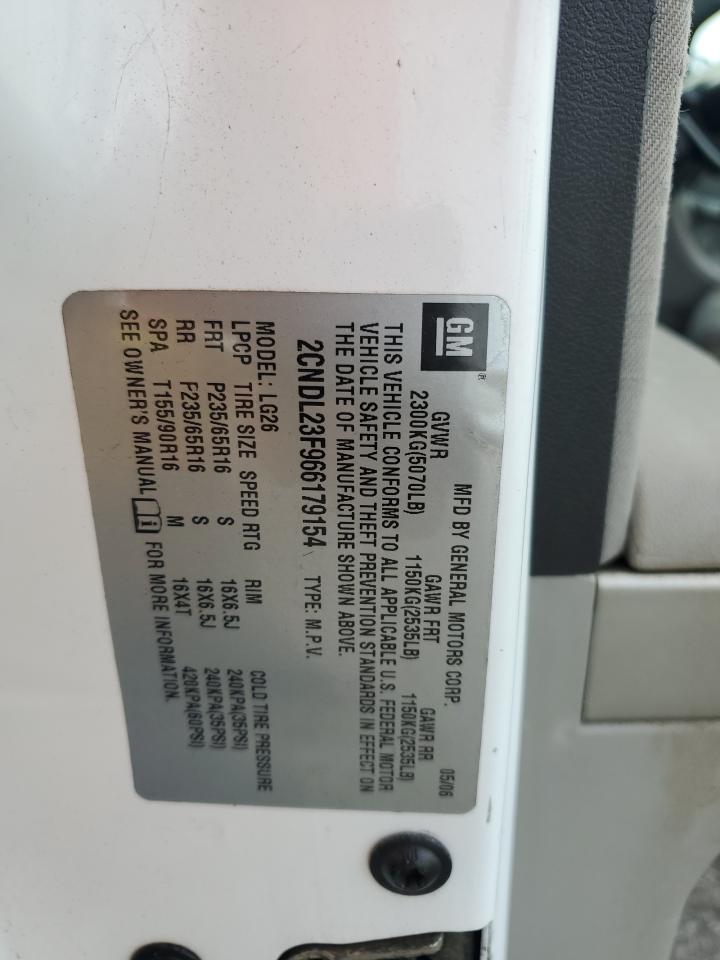 GM®
MFD BY GENERAL MOTORS CORP. 05/06
GVWR GAWR FRT GAWR RR
2300KG(5070LB) 1150KG(2535LB) 1150KG(2535LB)
THIS VEHICLE CONFORMS TO ALL APPLICABLE U.S. FEDERAL MOTOR
VEHICLE SAFETY AND THEFT PREVENTION STANDARDS IN EFFECT ON
THE DATE OF MANUFACTURE SHOWN ABOVE.
2CNDL23F966179154 TYPE: M.P.V.
MODEL: LG26
LPCP TIRE SIZE SPEED RTG RIM COLD TIRE PRESSURE
FRT P235/65R16 S 16X6.5J 240KPA(35PSI)
RR P235/65R16 S 16X6.5J 240KPA(35PSI)
SPA T155/90R16 M 16X4T 420KPA(60PSI)
SEE OWNER'S MANUAL FOR MORE INFORMATION.